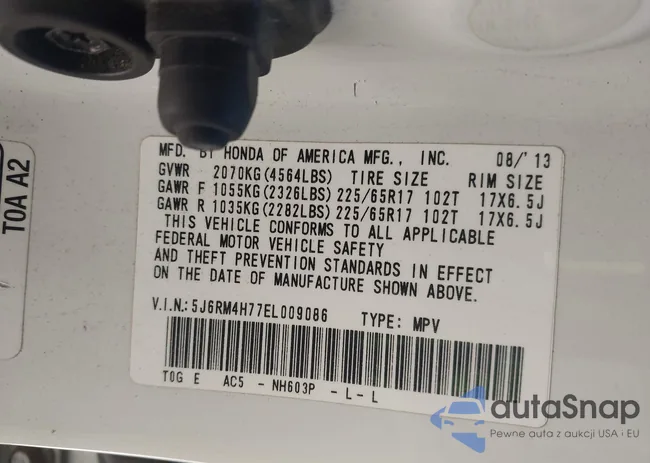 MFD. BY HONDA OF AMERICA MFG., INC. 08/'13
GVWR 2070KG(4564LBS) TIRE SIZE RIM SIZE
GAWR F 1055KG(2326LBS) 225/65R17 102T 17X6.5J
GAWR R 1035KG(2282LBS) 225/65R17 102T 17X6.5J
THIS VEHICLE CONFORMS TO ALL APPLICABLE
FEDERAL MOTOR VEHICLE SAFETY
AND THEFT PREVENTION STANDARDS IN EFFECT
ON THE DATE OF MANUFACTURE SHOWN ABOVE.
V.I.N.:5J6RM4H77EL009086 TYPE: MPV
T0G E AC5 - NH603P - L - L
T0A A2
autaSnap
Pewne auta z aukcji USA i EU